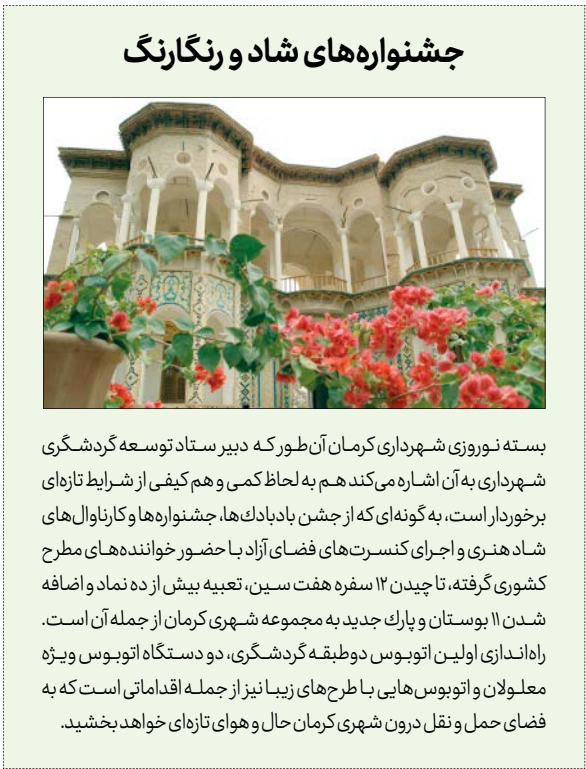 جشنواره‌های شاد و رنگارنگ
بسته نوروزی شهرداری کرمان آن‌طور که دبیر ستاد توسعه گردشگری
شهرداری به آن اشاره می‌کند هم به لحاظ کمی و هم کیفی از شرایط تازه‌ای
برخوردار است، به گونه‌ای که از جشن بادبادك‌ها، جشنواره‌ها و کارناوال‌های
شاد هنری و اجرای کنسرت‌های فضای آزاد با حضور خواننده‌های مطرح
کشوری گرفته، تا چیدن ۱۲ سفره هفت سین، تعبیه بیش از ده نماد و اضافه
شدن ۱۱ بوستان و پارك جدید به مجموعه شهری کرمان از جمله آن است.
راه‌اندازی اولین اتوبوس دوطبقه گردشگری، دو دستگاه اتوبوس ویژه
معلولان و اتوبوس‌هایی با طرح‌های زیبا نیز از جمله اقداماتی است که به
فضای حمل و نقل درون شهری کرمان حال و هوای تازه‌ای خواهد بخشید.